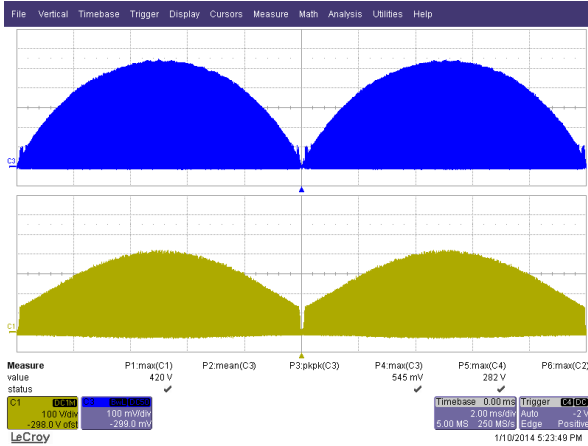 File Vertical Timebase Trigger Display Cursors Measure Math Analysis Utilities Help
C3
C1
Measure P1:max(C1) P2:mean(C3) P3:pkpk(C3) P4:max(C3) P5:max(C4) P6:max(C2)
value 420 V 545 mV 282 V
status
C1 DC1M
100 V/div
-298.0 V ofst
100 mV/div
-299.0 mV
Timebase 0.00 ms
2.00 ms/div
5.00 MS 250 MS/s
Trigger C4 DC
Auto -2 V
Edge Positive
LeCroy
1/10/2014 5:23:49 PM